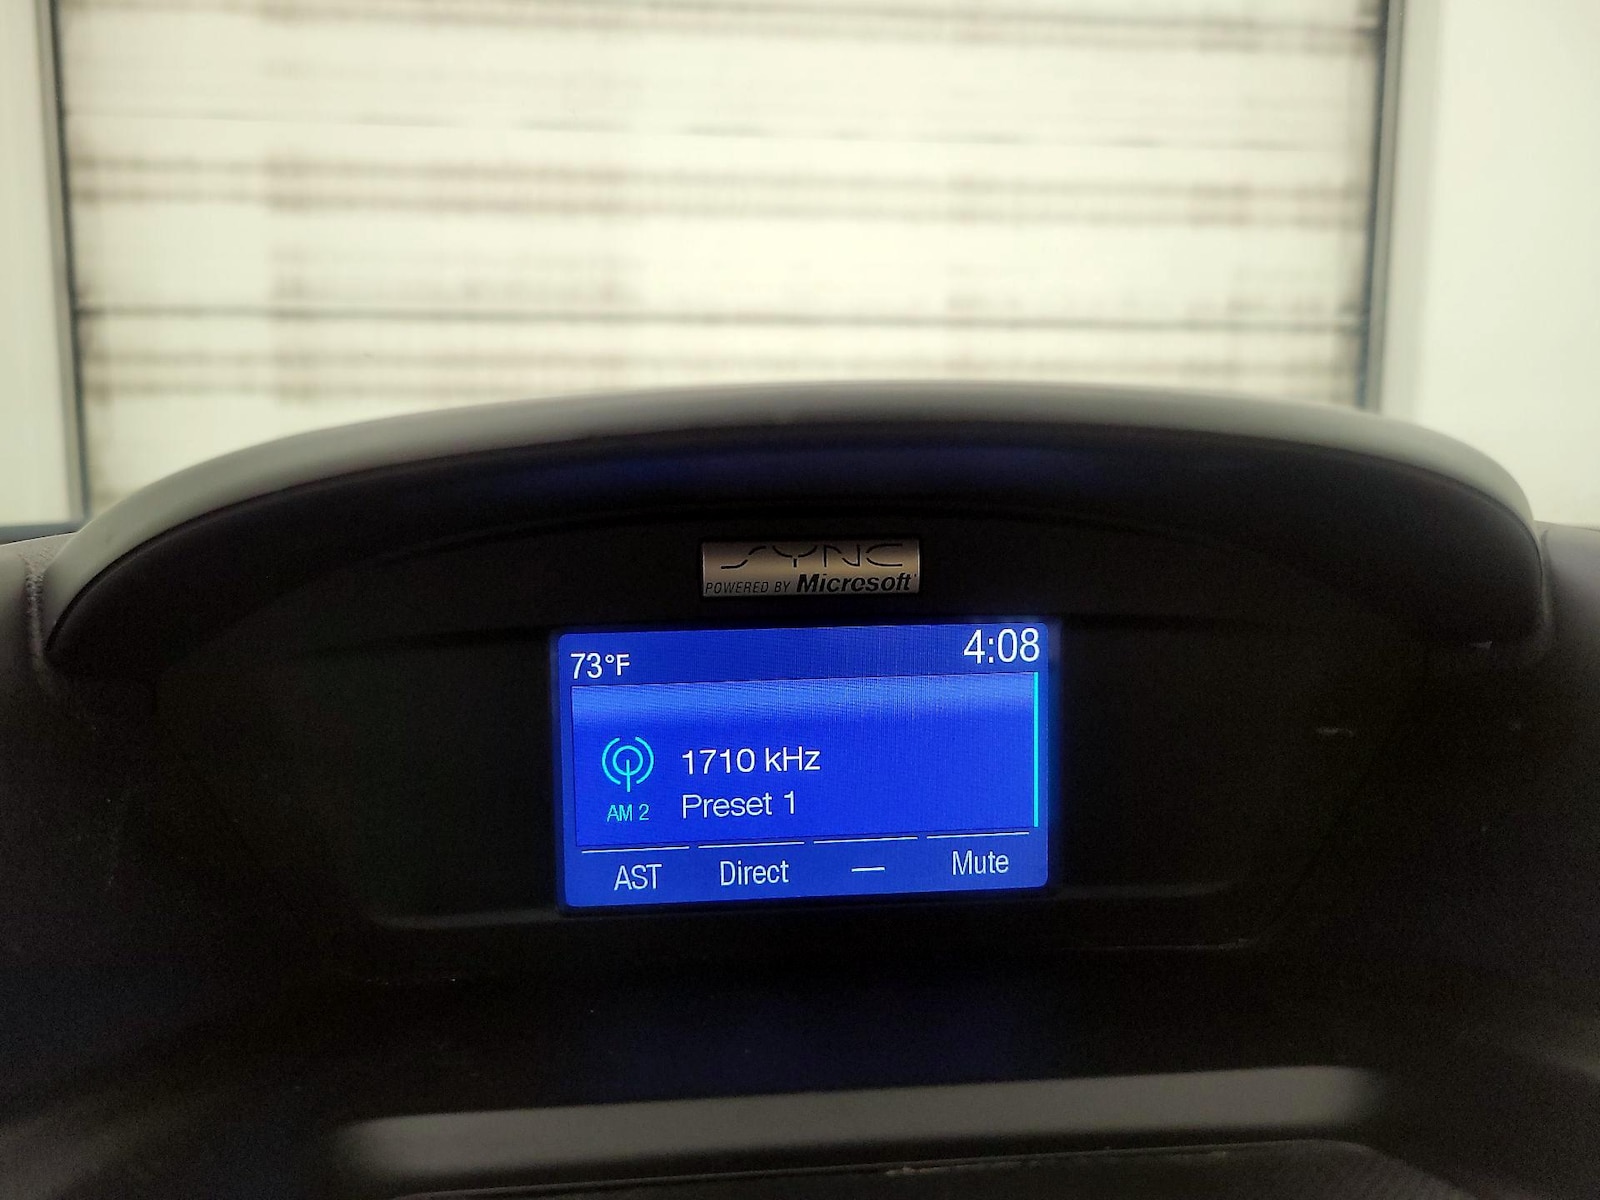 SYNC
POWERED BY Microsoft
73°F
4:08
1710 kHz
AM 2
Preset 1
AST
Direct
—
Mute